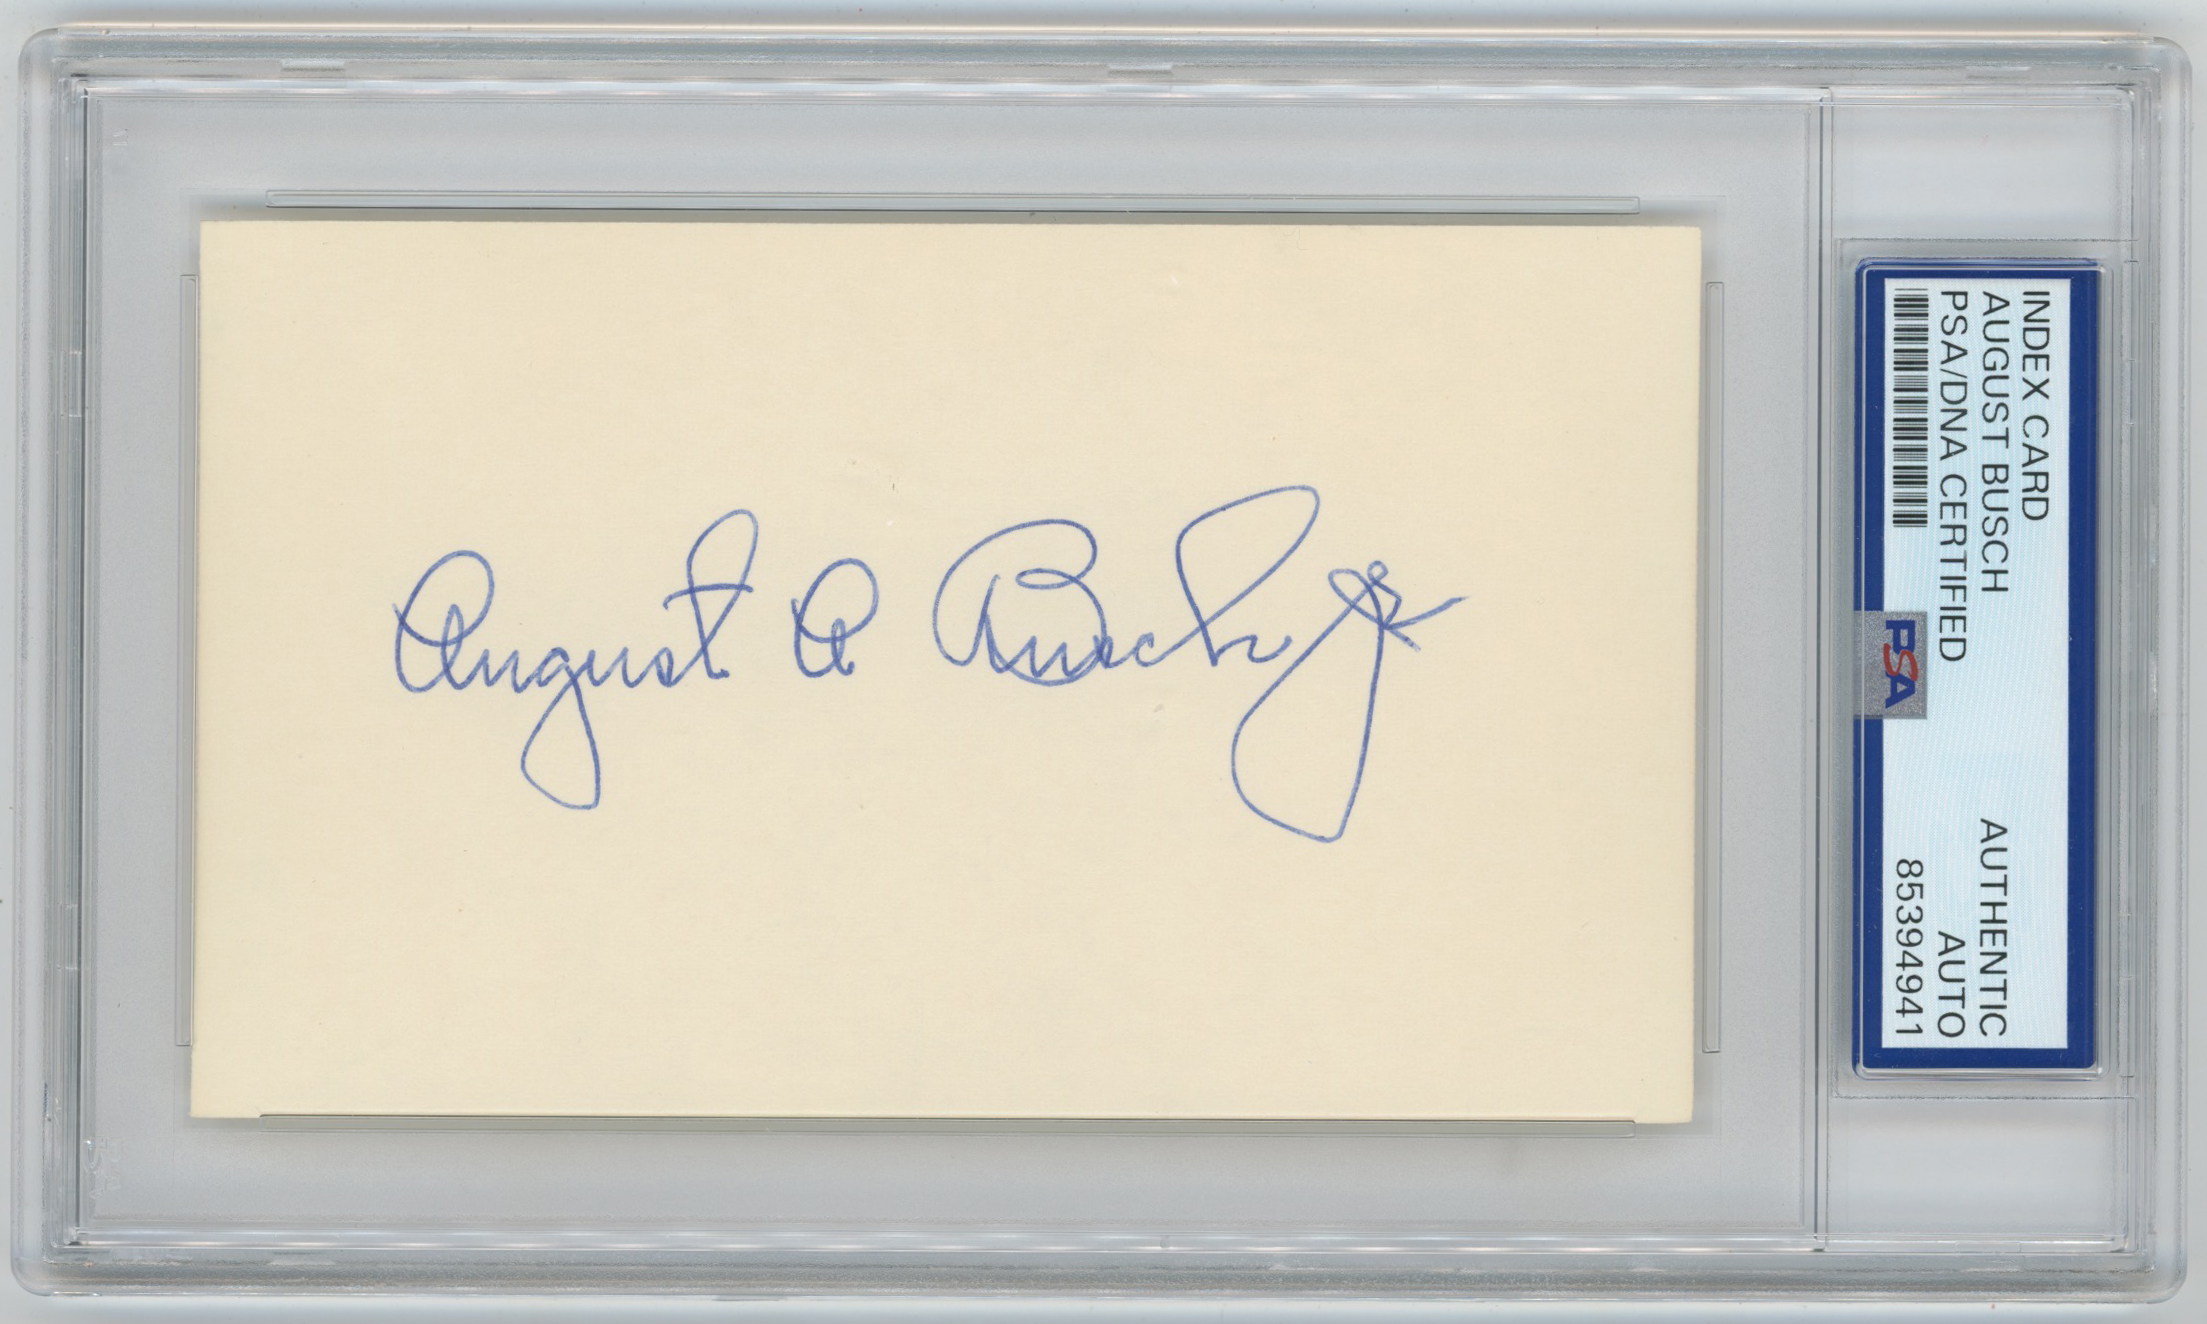 August A Busch Jr
INDEX CARD
AUGUST BUSCH
PSA/DNA CERTIFIED
AUTHENTIC
AUTO
85394941
PSA